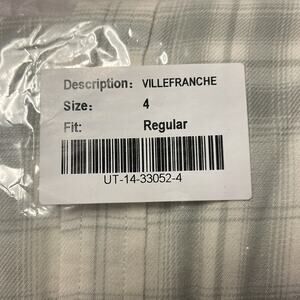 Description: VILLEFRANCHE
Size: 4
Fit: Regular
UT-14-33052-4